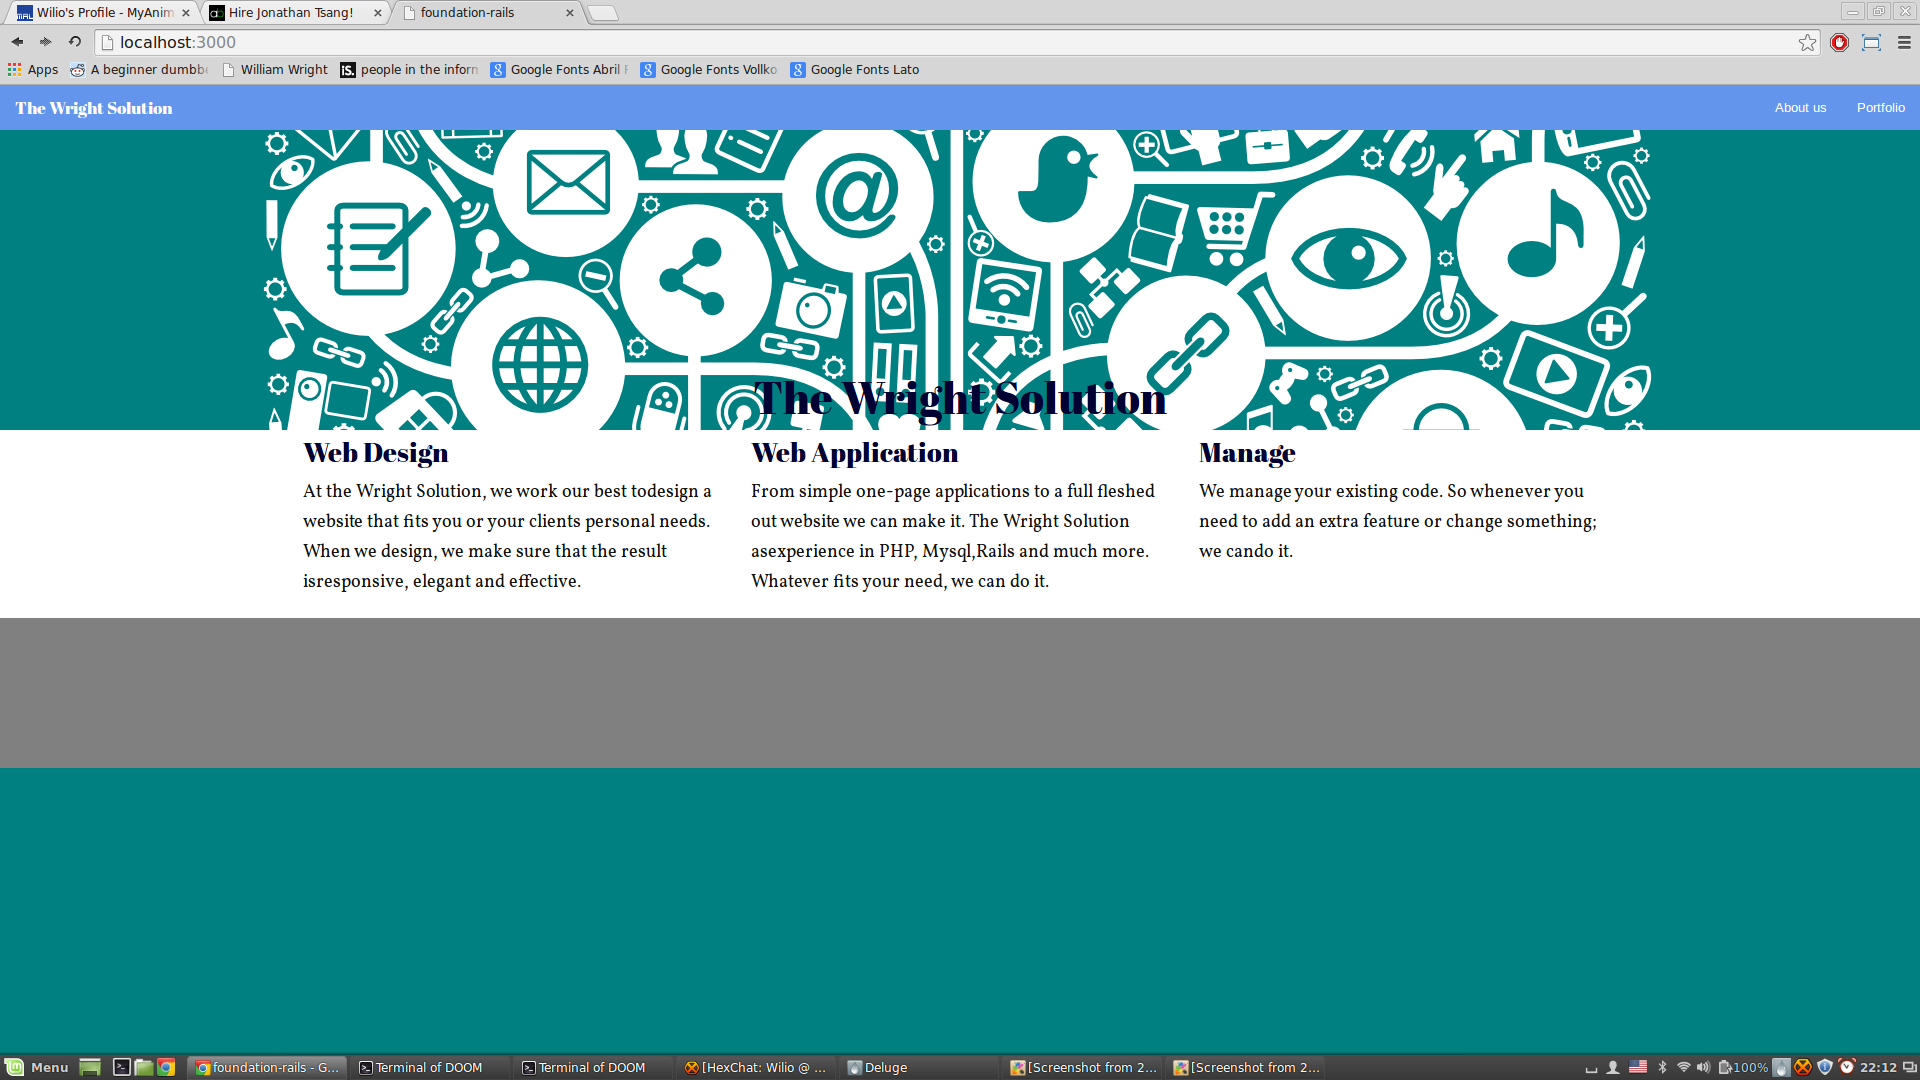 Wilio's Profile - MyAnim
Hire Jonathan Tsang!
foundation-rails
localhost:3000
Apps
A beginner dumbb
William Wright
people in the inforn
Google Fonts Abril F
Google Fonts Vollko
Google Fonts Lato
The Wright Solution
About us
Portfolio
The Wright Solution
Web Design
At the Wright Solution, we work our best todesign a
website that fits you or your clients personal needs.
When we design, we make sure that the result
isresponsive, elegant and effective.
Web Application
From simple one-page applications to a full fleshed
out website we can make it. The Wright Solution
asexperience in PHP, Mysql,Rails and much more.
Whatever fits your need, we can do it.
Manage
We manage your existing code. So whenever you
need to add an extra feature or change something;
we cando it.
Menu
foundation-rails - G...
Terminal of DOOM
Terminal of DOOM
[HexChat: Wilio @ ...
Deluge
[Screenshot from 2...
[Screenshot from 2...
100%
22:12